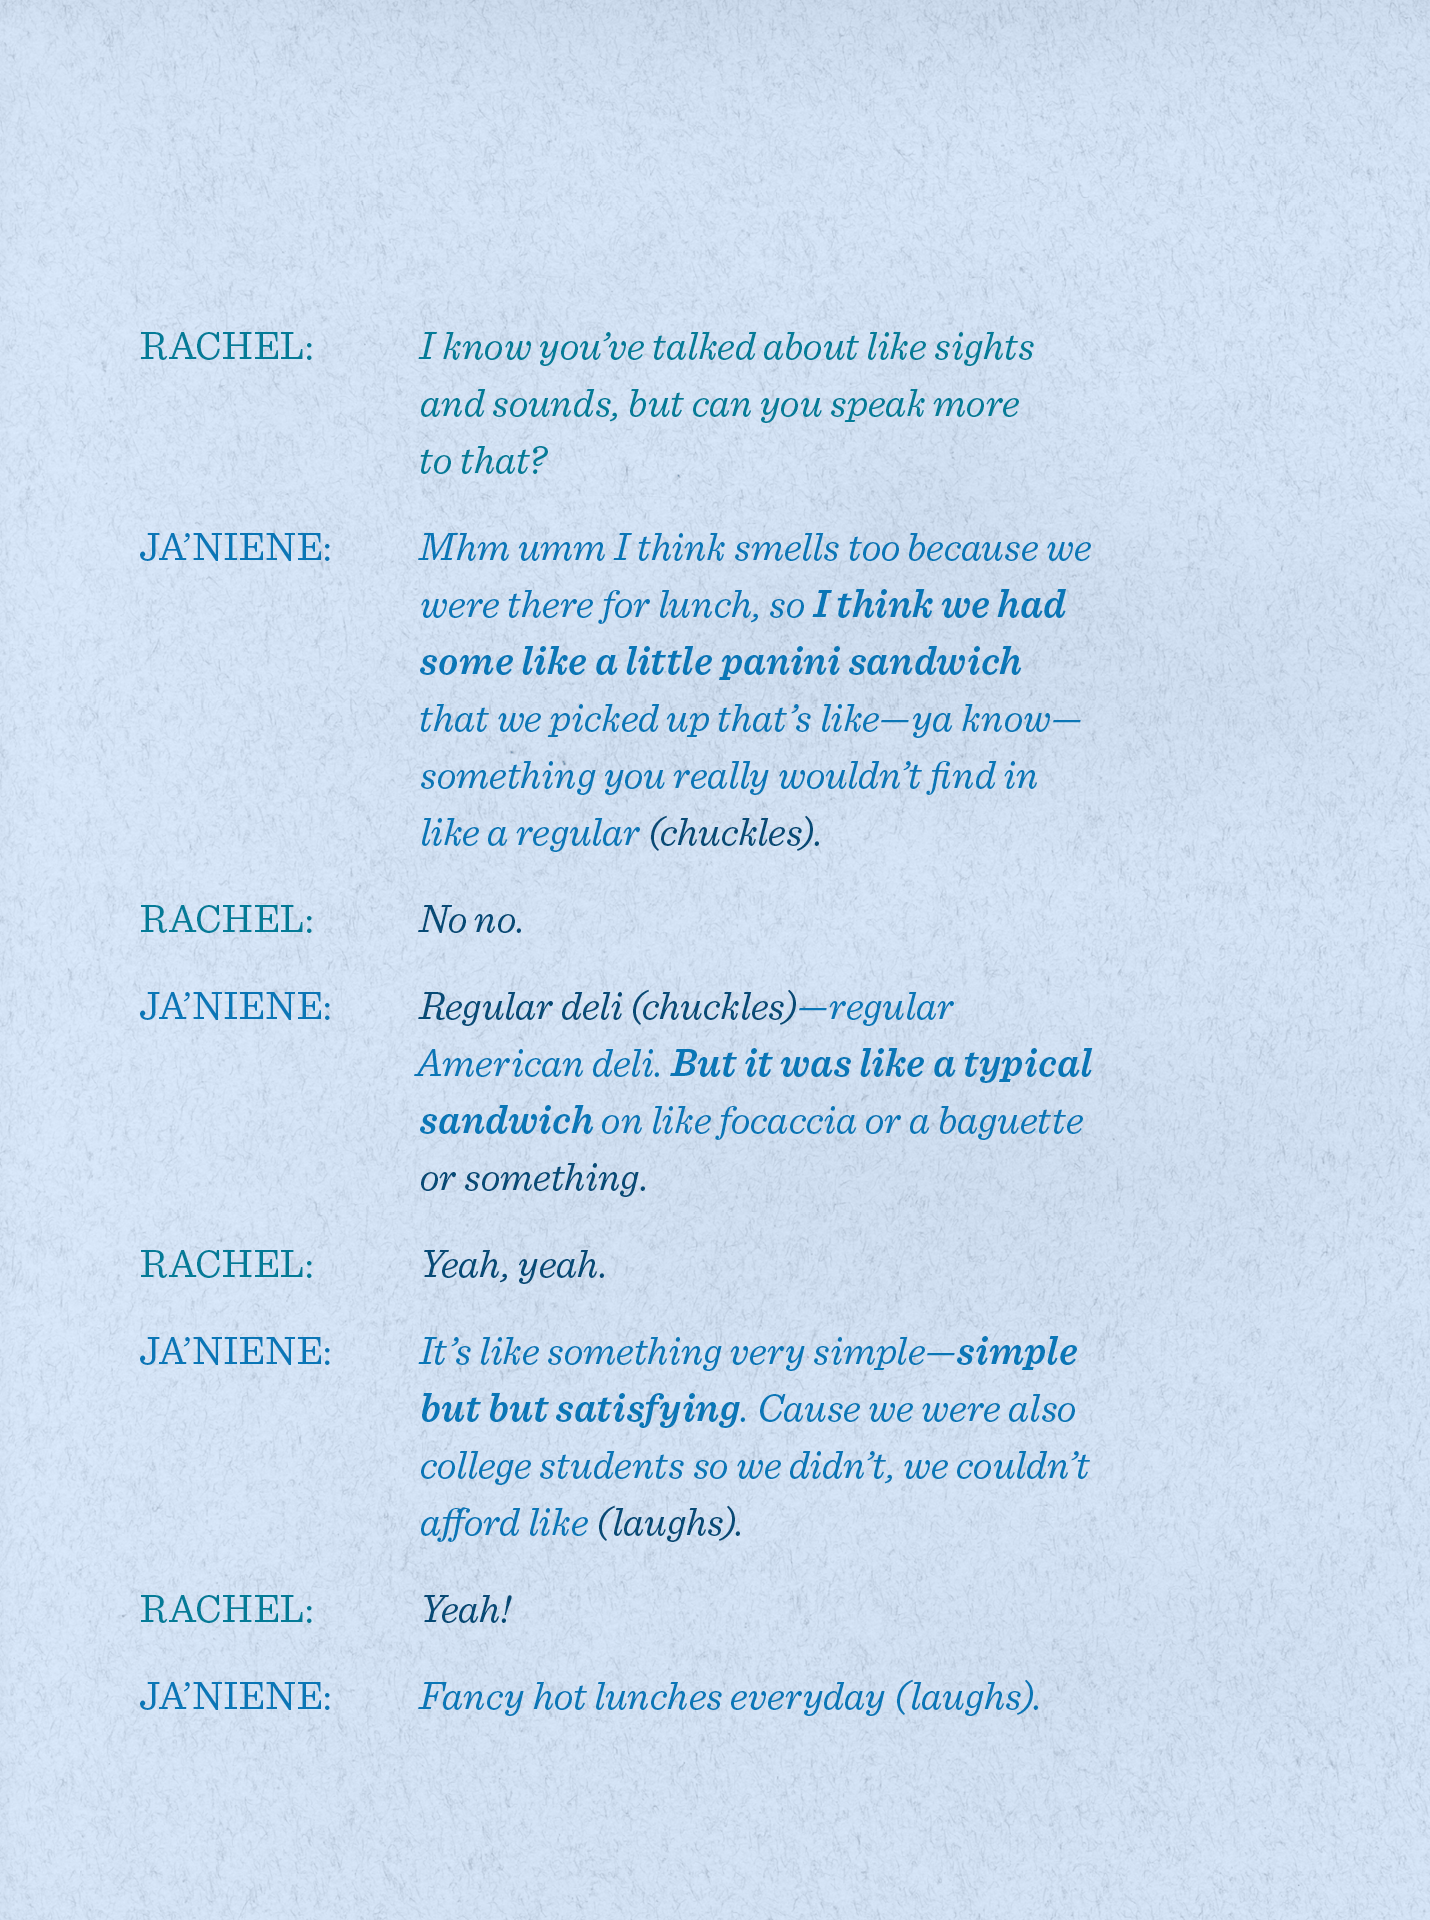 RACHEL: I know you’ve talked about like sights
and sounds, but can you speak more
to that?
JA’NIENE: Mhm umm I think smells too because we
were there for lunch, so I think we had
some like a little panini sandwich
that we picked up that’s like—ya know—
something you really wouldn’t find in
like a regular (chuckles).
RACHEL: No no.
JA’NIENE: Regular deli (chuckles)—regular
American deli. But it was like a typical
sandwich on like focaccia or a baguette
or something.
RACHEL: Yeah, yeah.
JA’NIENE: It’s like something very simple—simple
but but satisfying. Cause we were also
college students so we didn’t, we couldn’t
afford like (laughs).
RACHEL: Yeah!
JA’NIENE: Fancy hot lunches everyday (laughs).